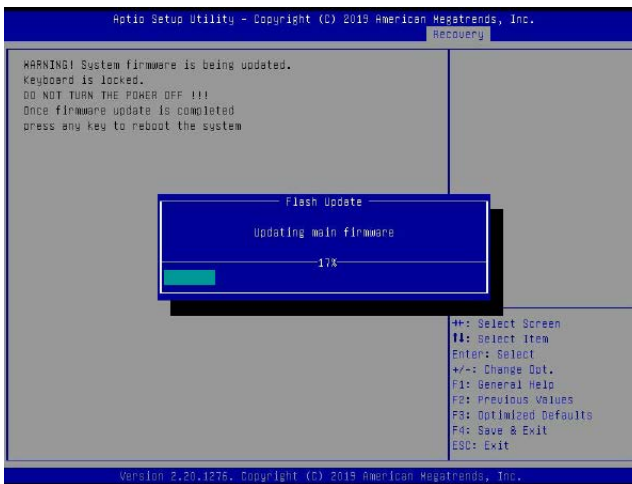 Aptio Setup Utility - Copyright (C) 2019 American Megatrends, Inc.
Recovery
WARNING! System firmware is being updated.
Keyboard is locked.
DO NOT TURN THE POWER OFF !!!
Once firmware update is completed
press any key to reboot the system
Flash Update
Updating main firmware
17%
→←: Select Screen
↑↓: Select Item
Enter: Select
+/-: Change Opt.
F1: General Help
F2: Previous Values
F3: Optimized Defaults
F4: Save & Exit
ESC: Exit
Version 2.20.1276. Copyright (C) 2019 American Megatrends, Inc.